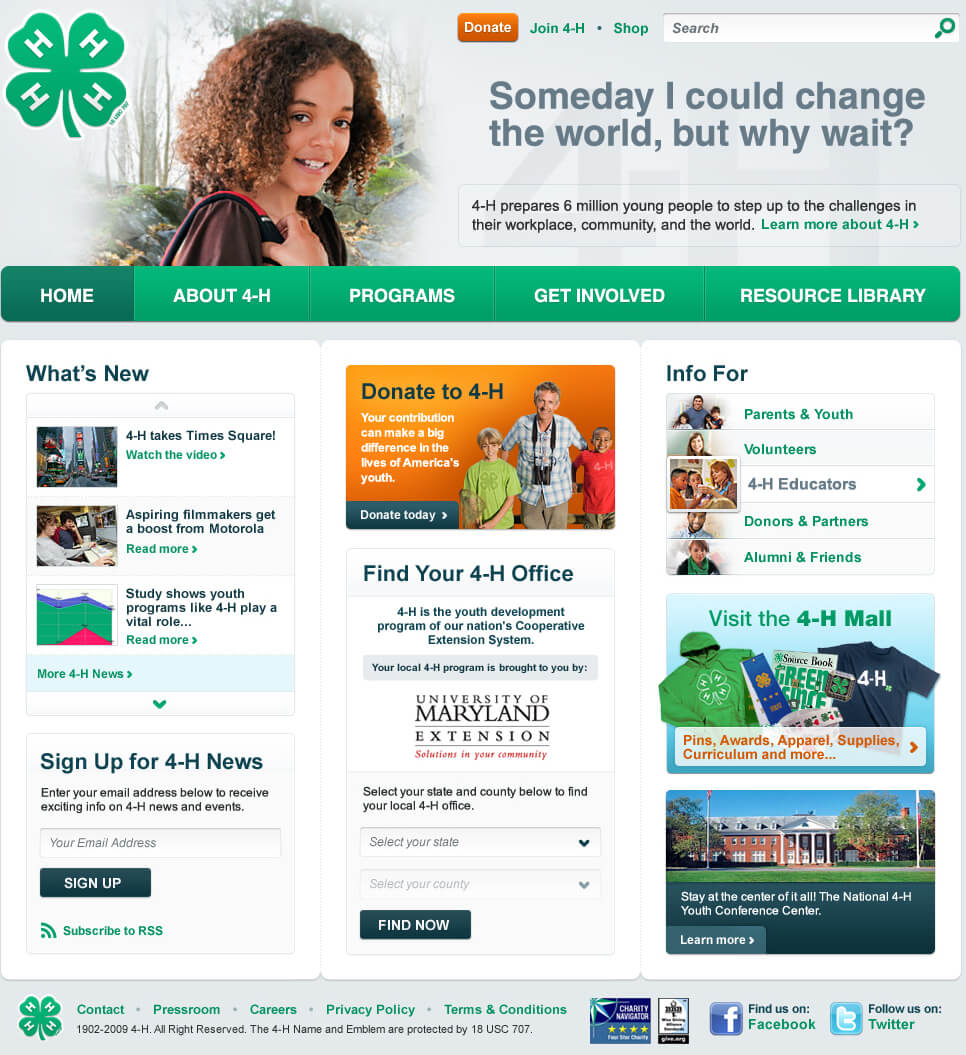 H H H H
18 USC 707
Donate Join 4-H • Shop Search
Someday I could change
the world, but why wait?
4-H prepares 6 million young people to step up to the challenges in
their workplace, community, and the world. Learn more about 4-H ›
HOME ABOUT 4-H PROGRAMS GET INVOLVED RESOURCE LIBRARY
What's New
4-H takes Times Square!
Watch the video ›
Aspiring filmmakers get
a boost from Motorola
Read more ›
Study shows youth
programs like 4-H play a
vital role...
Read more ›
More 4-H News ›
Sign Up for 4-H News
Enter your email address below to receive
exciting info on 4-H news and events.
Your Email Address
SIGN UP
Subscribe to RSS
Donate to 4-H
Your contribution
can make a big
difference in the
lives of America's
youth.
Donate today ›
Find Your 4-H Office
4-H is the youth development
program of our nation's Cooperative
Extension System.
Your local 4-H program is brought to you by:
UNIVERSITY OF
MARYLAND
EXTENSION
Solutions in your community
Select your state and county below to find
your local 4-H office.
Select your state
Select your county
FIND NOW
Info For
Parents & Youth
Volunteers
4-H Educators
Donors & Partners
Alumni & Friends
Visit the 4-H Mall
Source Book
4-H
Pins, Awards, Apparel, Supplies,
Curriculum and more...
Stay at the center of it all! The National 4-H
Youth Conference Center.
Learn more ›
Contact • Pressroom • Careers • Privacy Policy • Terms & Conditions
1902-2009 4-H. All Right Reserved. The 4-H Name and Emblem are protected by 18 USC 707.
CHARITY
NAVIGATOR
Four Star Charity
BBB
give.org
Find us on:
Facebook
Follow us on:
Twitter